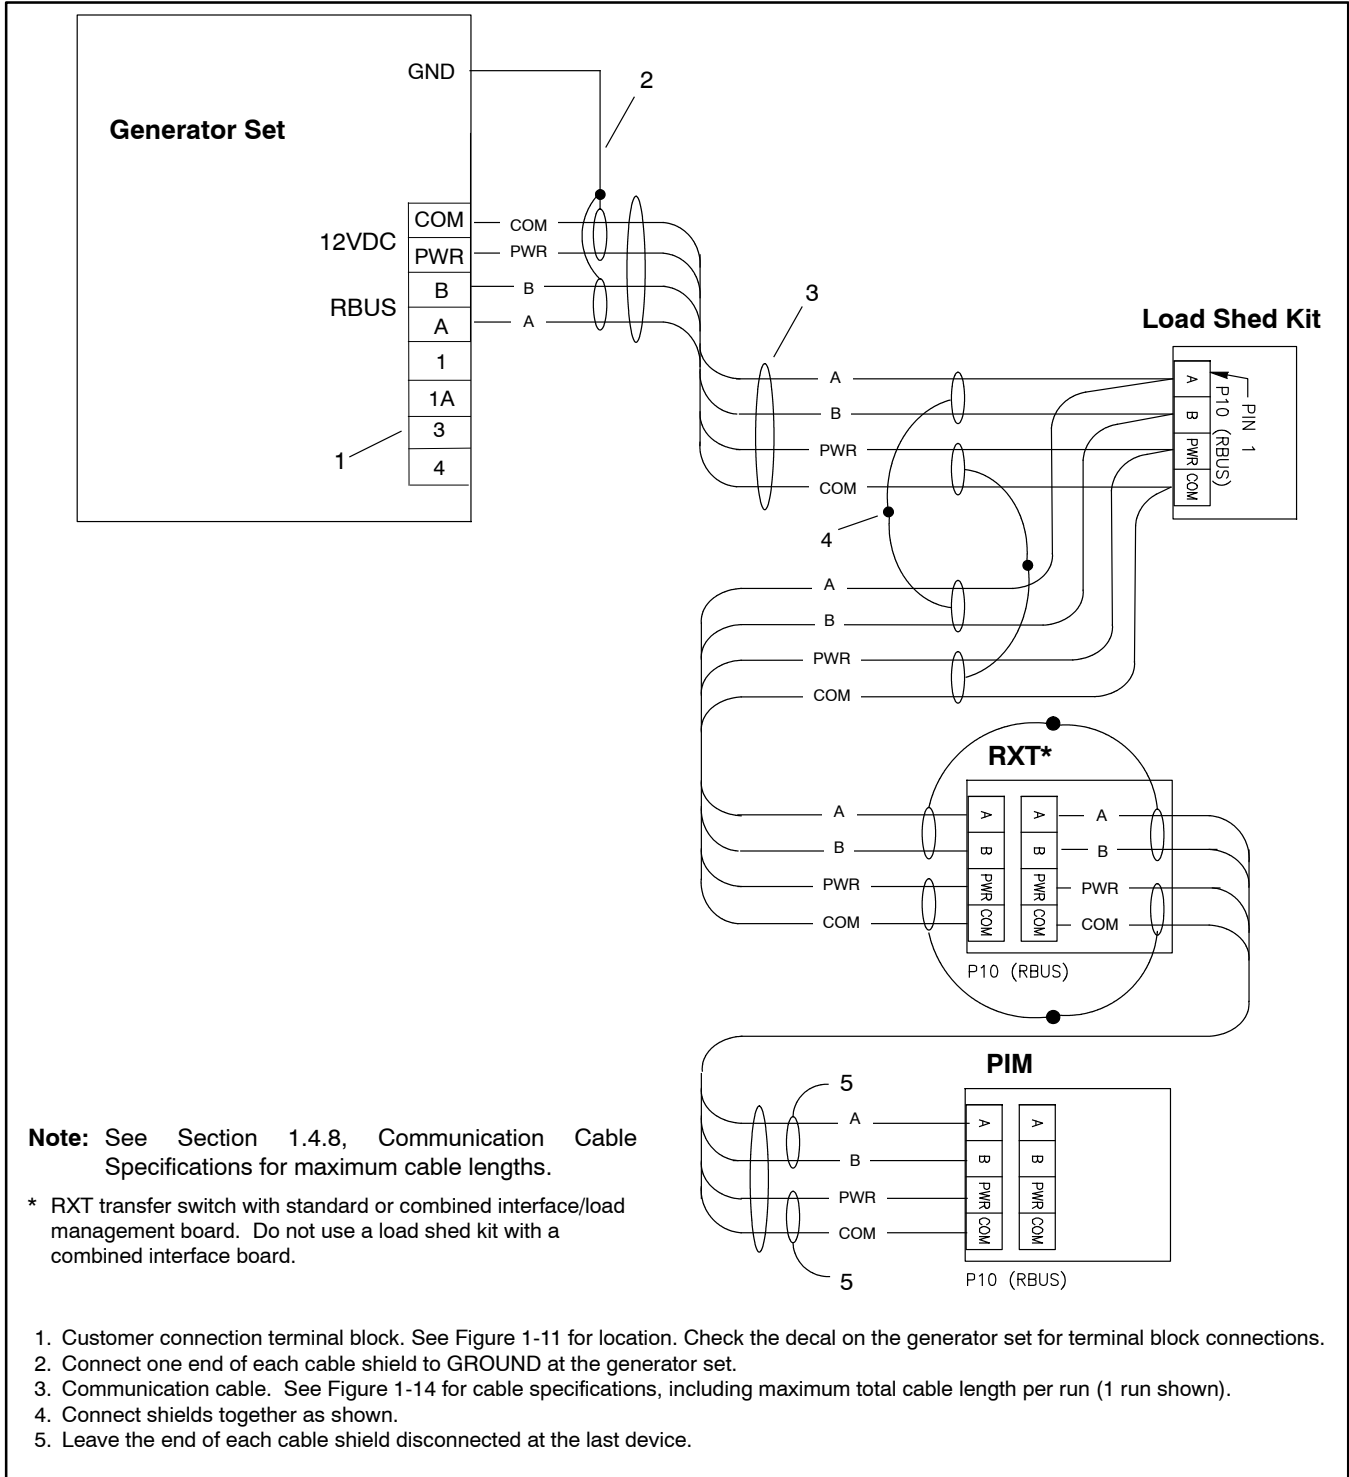 GND
2
Generator Set
COM
COM
12VDC
PWR
PWR
B
B
RBUS
A
A
1
1A
3
4
1
3
Load Shed Kit
A
B
PWR
COM
A
B
PWR
COM
P10 (RBUS)
PIN 1
4
A
B
PWR
COM
RXT*
A
B
PWR
COM
A
B
PWR
COM
A
B
PWR
COM
A
B
PWR
COM
P10 (RBUS)
PIM
5
A
B
PWR
COM
A
B
PWR
COM
A
B
PWR
COM
5
P10 (RBUS)
Note: See Section 1.4.8, Communication Cable
Specifications for maximum cable lengths.
* RXT transfer switch with standard or combined interface/load
management board. Do not use a load shed kit with a
combined interface board.
1. Customer connection terminal block. See Figure 1-11 for location. Check the decal on the generator set for terminal block connections.
2. Connect one end of each cable shield to GROUND at the generator set.
3. Communication cable. See Figure 1-14 for cable specifications, including maximum total cable length per run (1 run shown).
4. Connect shields together as shown.
5. Leave the end of each cable shield disconnected at the last device.